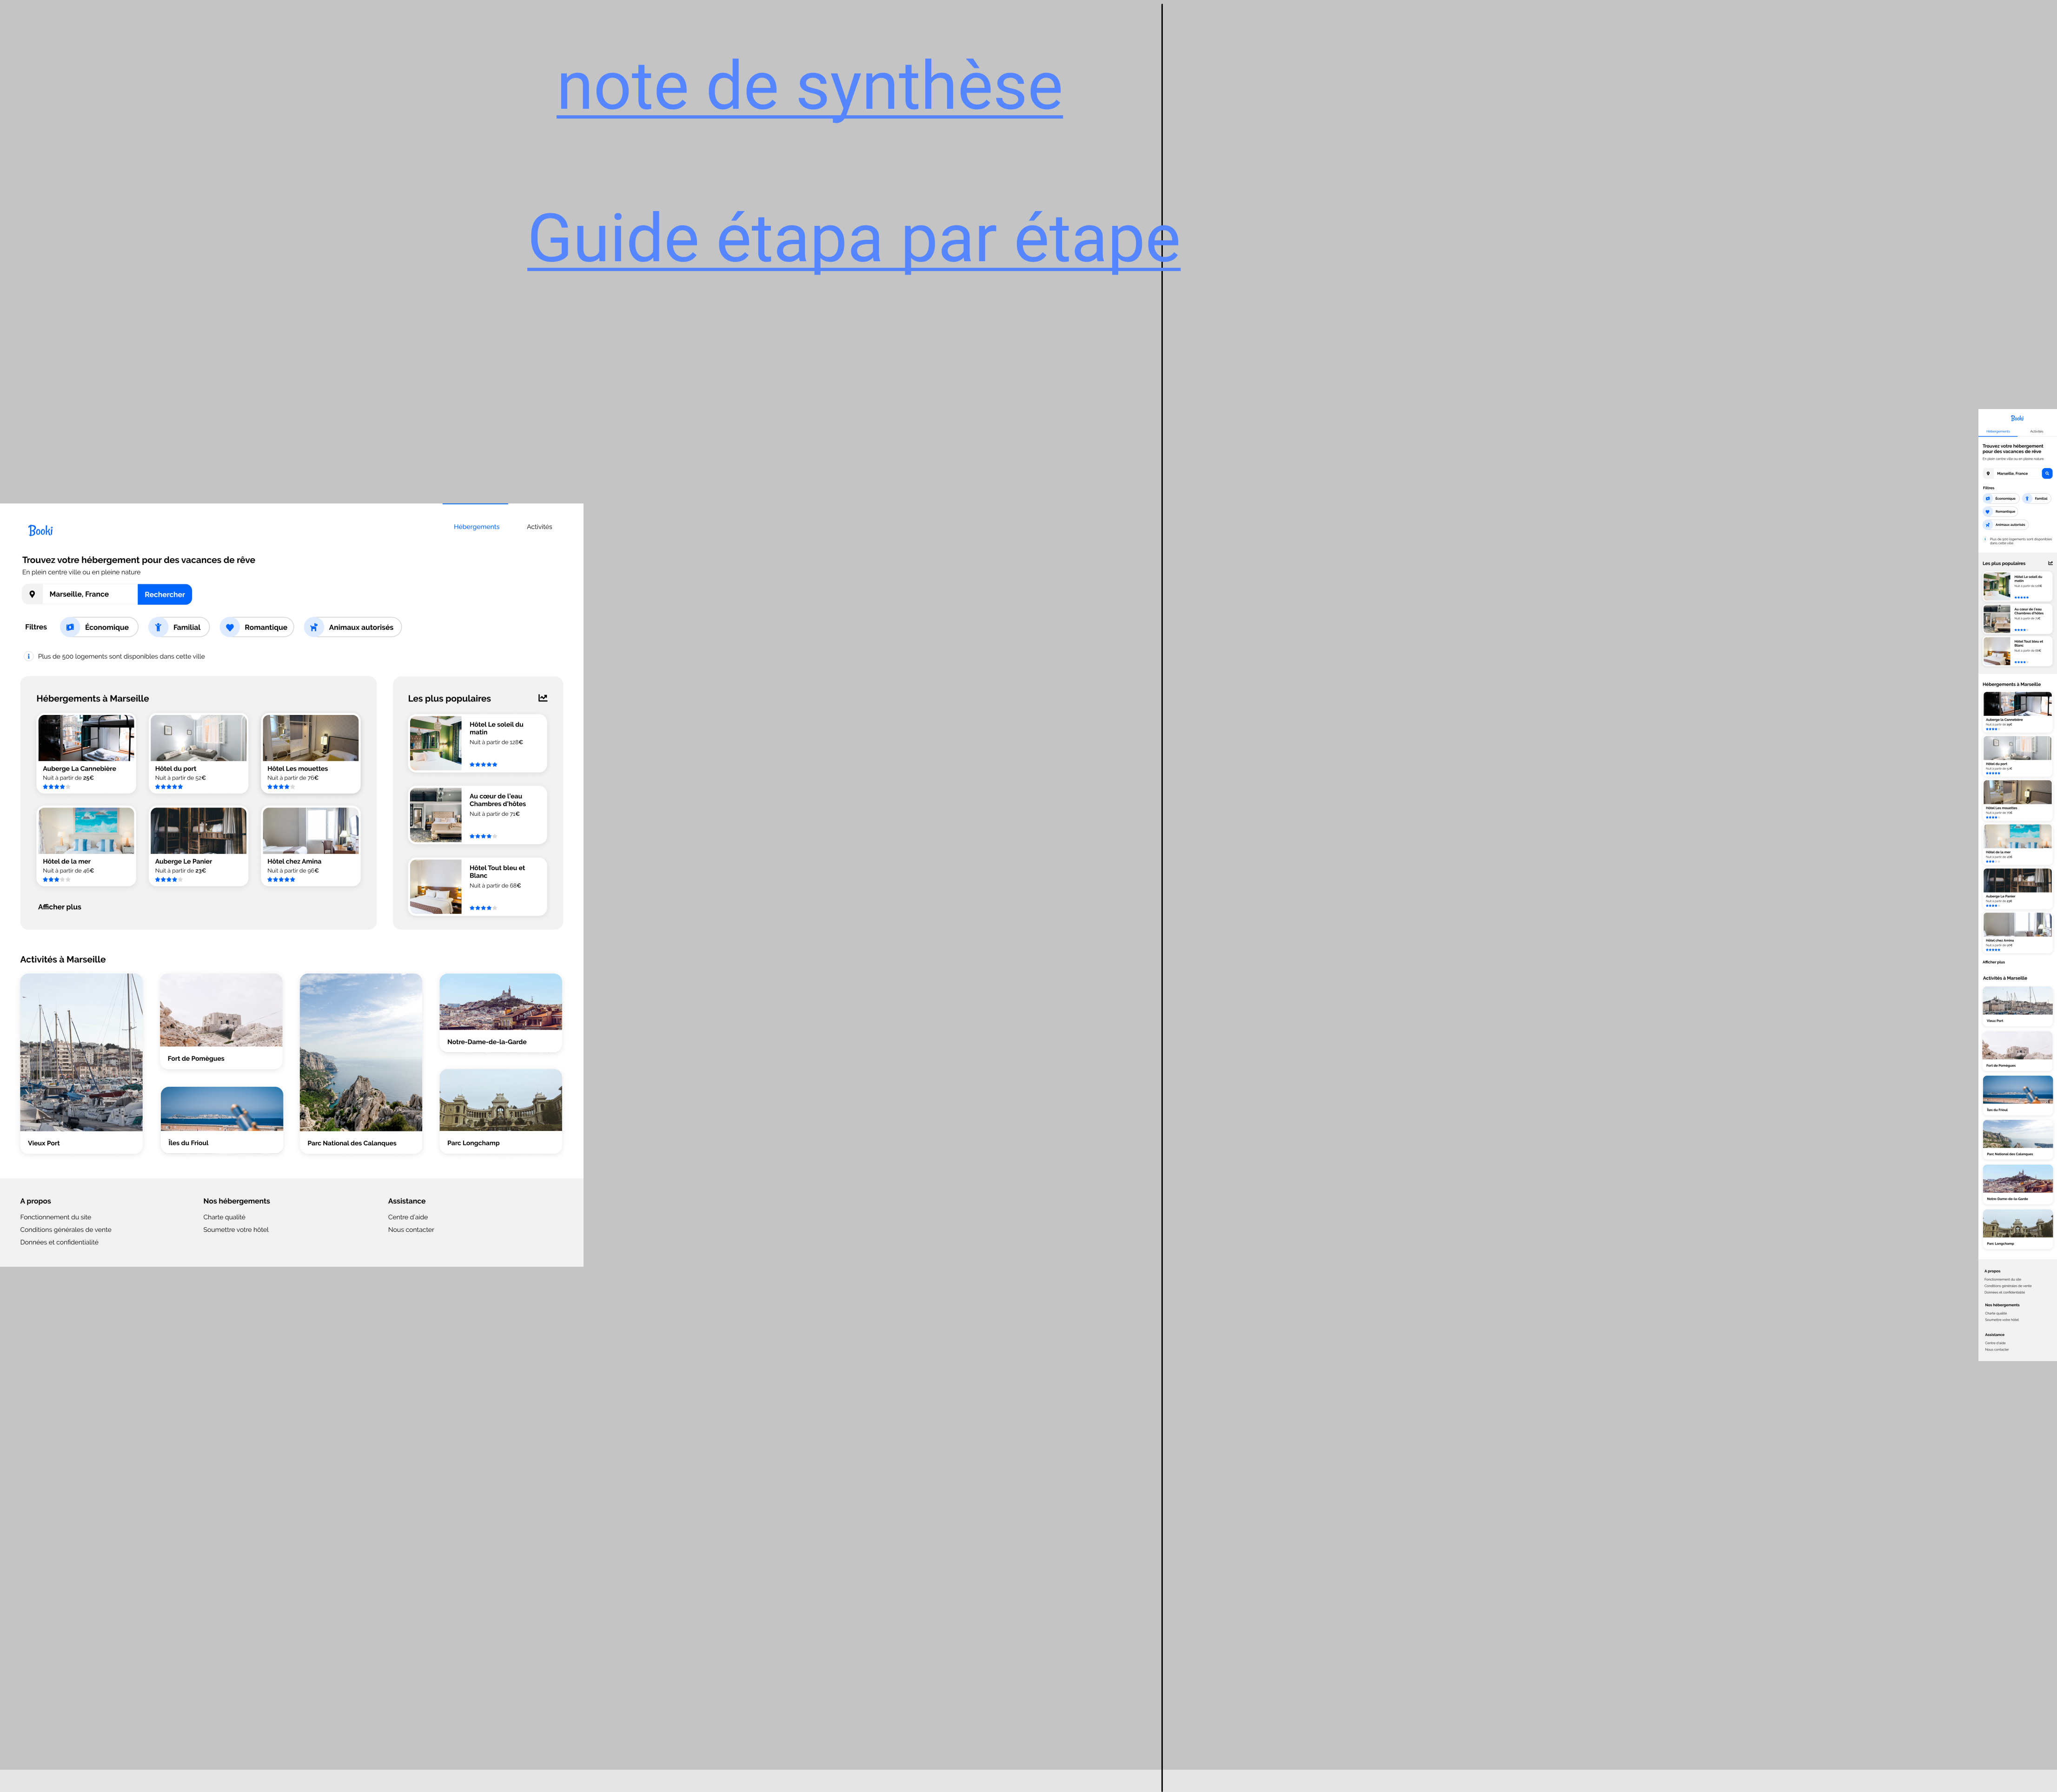 note de synthèse
Guide étapa par étape
Booki
Hébergements
Activités
Trouvez votre hébergement pour des vacances de rêve
En plein centre ville ou en pleine nature
Marseille, France
Rechercher
Filtres
Économique
Familial
Romantique
Animaux autorisés
Plus de 500 logements sont disponibles dans cette ville
Hébergements à Marseille
Auberge La Cannebière
Nuit à partir de 25€
Hôtel du port
Nuit à partir de 52€
Hôtel Les mouettes
Nuit à partir de 76€
Hôtel de la mer
Nuit à partir de 46€
Auberge Le Panier
Nuit à partir de 23€
Hôtel chez Amina
Nuit à partir de 96€
Afficher plus
Les plus populaires
Hôtel Le soleil du
matin
Nuit à partir de 128€
Au cœur de l'eau
Chambres d'hôtes
Nuit à partir de 71€
Hôtel Tout bleu et
Blanc
Nuit à partir de 68€
Activités à Marseille
Vieux Port
Fort de Pomègues
Îles du Frioul
Parc National des Calanques
Notre-Dame-de-la-Garde
Parc Longchamp
A propos
Fonctionnement du site
Conditions générales de vente
Données et confidentialité
Nos hébergements
Charte qualité
Soumettre votre hôtel
Assistance
Centre d'aide
Nous contacter
Booki
Hébergements
Activités
Trouvez votre hébergement
pour des vacances de rêve
En plein centre ville ou en pleine nature
Marseille, France
Filtres
Économique
Familial
Romantique
Animaux autorisés
Plus de 500 logements sont disponibles
dans cette ville
Les plus populaires
Hôtel Le soleil du
matin
Nuit à partir de 128€
Au cœur de l'eau
Chambres d'hôtes
Nuit à partir de 71€
Hôtel Tout bleu et
Blanc
Nuit à partir de 68€
Hébergements à Marseille
Auberge la Cannebière
Nuit à partir de 25€
Hôtel du port
Nuit à partir de 52€
Hôtel Les mouettes
Nuit à partir de 76€
Hôtel de la mer
Nuit à partir de 46€
Auberge Le Panier
Nuit à partir de 23€
Hôtel chez Amina
Nuit à partir de 96€
Afficher plus
Activités à Marseille
Vieux Port
Fort de Pomègues
Îles du Frioul
Parc National des Calanques
Notre-Dame-de-la-Garde
Parc Longchamp
A propos
Fonctionnement du site
Conditions générales de vente
Données et confidentialité
Nos hébergements
Charte qualité
Soumettre votre hôtel
Assistance
Centre d'aide
Nous contacter